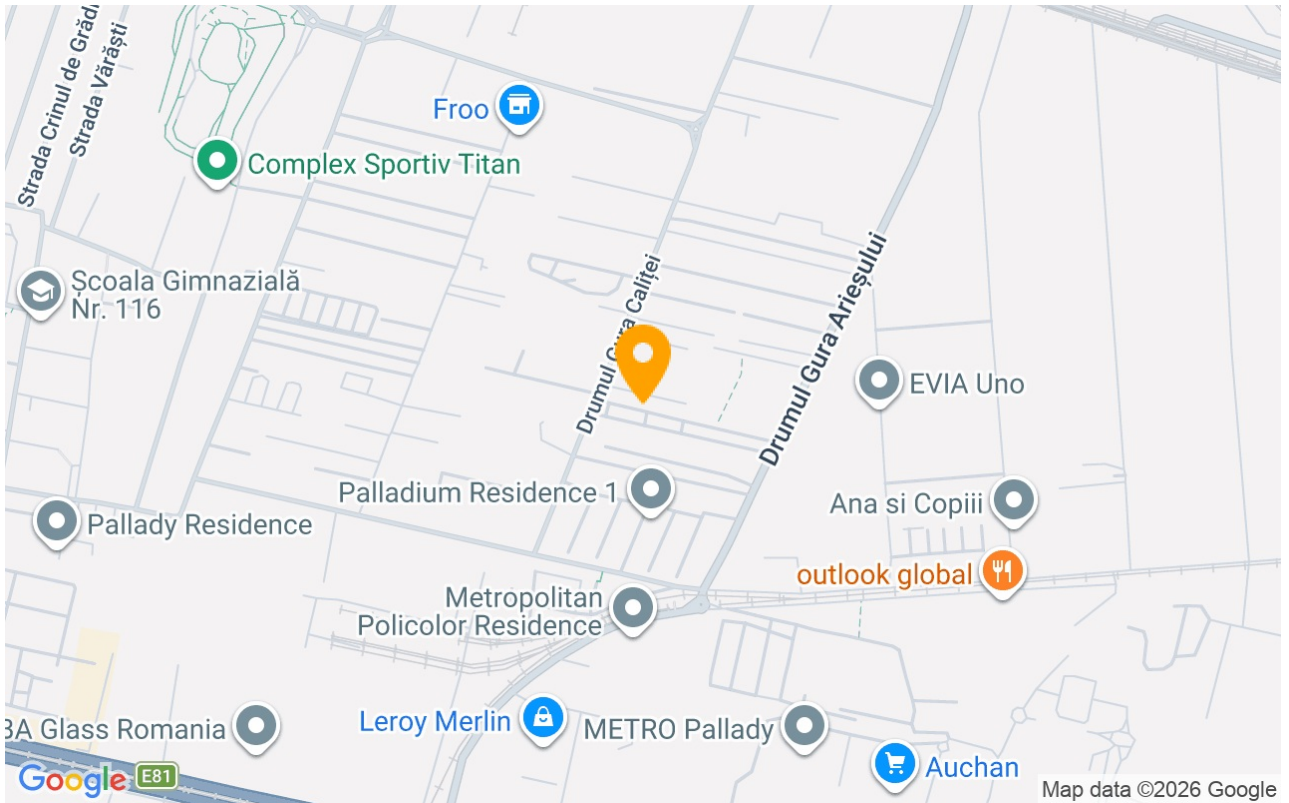 Strada Crinul de Grădi
Strada Vărăști
Froo
Complex Sportiv Titan
Școala Gimnazială
Nr. 116
Drumul Gura Caliței
Drumul Gura Arieșului
EVIA Uno
Palladium Residence 1
Ana si Copiii
Pallady Residence
outlook global
Metropolitan
Policolor Residence
BA Glass Romania
Leroy Merlin
METRO Pallady
Auchan
Google
E81
Map data ©2026 Google